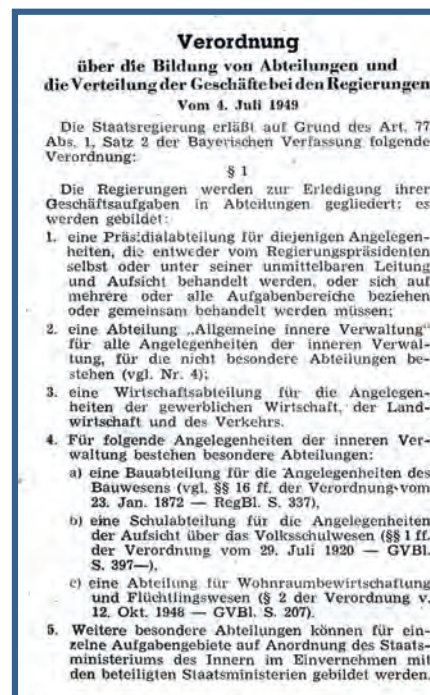 Verordnung
über die Bildung von Abteilungen und
die Verteilung der Geschäfte bei den Regierungen
Vom 4. Juli 1949
Die Staatsregierung erläßt auf Grund des Art. 77
Abs. 1, Satz 2 der Bayerischen Verfassung folgende
Verordnung:
§ 1
Die Regierungen werden zur Erledigung ihrer
Geschäftsaufgaben in Abteilungen gegliedert; es
werden gebildet:
1. eine Präsidialabteilung für diejenigen Angelegen-
heiten, die entweder vom Regierungspräsidenten
selbst oder unter seiner unmittelbaren Leitung
und Aufsicht behandelt werden, oder sich auf
mehrere oder alle Aufgabenbereiche beziehen
oder gemeinsam behandelt werden müssen;
2. eine Abteilung „Allgemeine innere Verwaltung"
für alle Angelegenheiten der inneren Verwal-
tung, für die nicht besondere Abteilungen be-
stehen (vgl. Nr. 4);
3. eine Wirtschaftsabteilung für die Angelegen-
heiten der gewerblichen Wirtschaft, der Land-
wirtschaft und des Verkehrs.
4. Für folgende Angelegenheiten der inneren Ver-
waltung bestehen besondere Abteilungen:
a) eine Bauabteilung für die Angelegenheiten des
Bauwesens (vgl. §§ 16 ff. der Verordnung vom
23. Jan. 1872 — RegBl. S. 337),
b) eine Schulabteilung für die Angelegenheiten
der Aufsicht über das Volksschulwesen (§§ 1 ff.
der Verordnung vom 29. Juli 1920 — GVBl.
S. 397—),
c) eine Abteilung für Wohnraumbewirtschaftung
und Flüchtlingswesen (§ 2 der Verordnung v.
12. Okt. 1948 — GVBl. S. 207).
5. Weitere besondere Abteilungen können für ein-
zelne Aufgabengebiete auf Anordnung des Staats-
ministeriums des Innern im Einvernehmen mit
den beteiligten Staatsministerien gebildet werden.